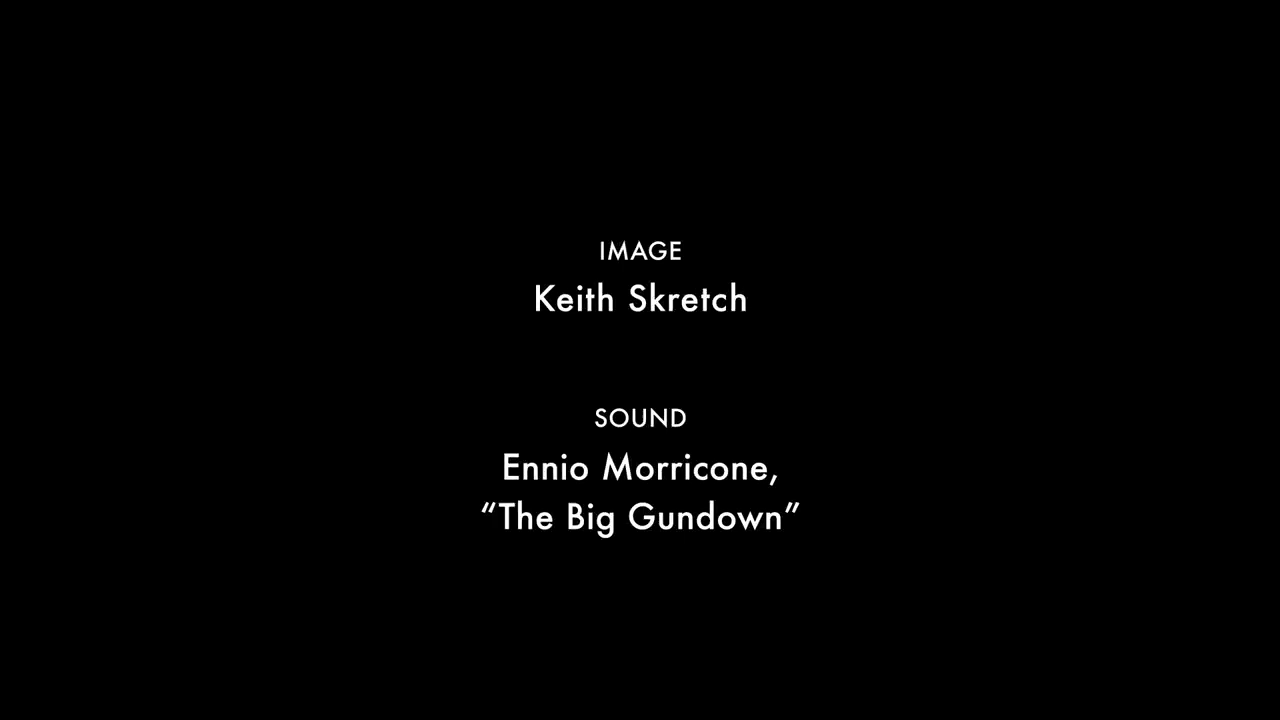 IMAGE
Keith Skretch
SOUND
Ennio Morricone,
“The Big Gundown”